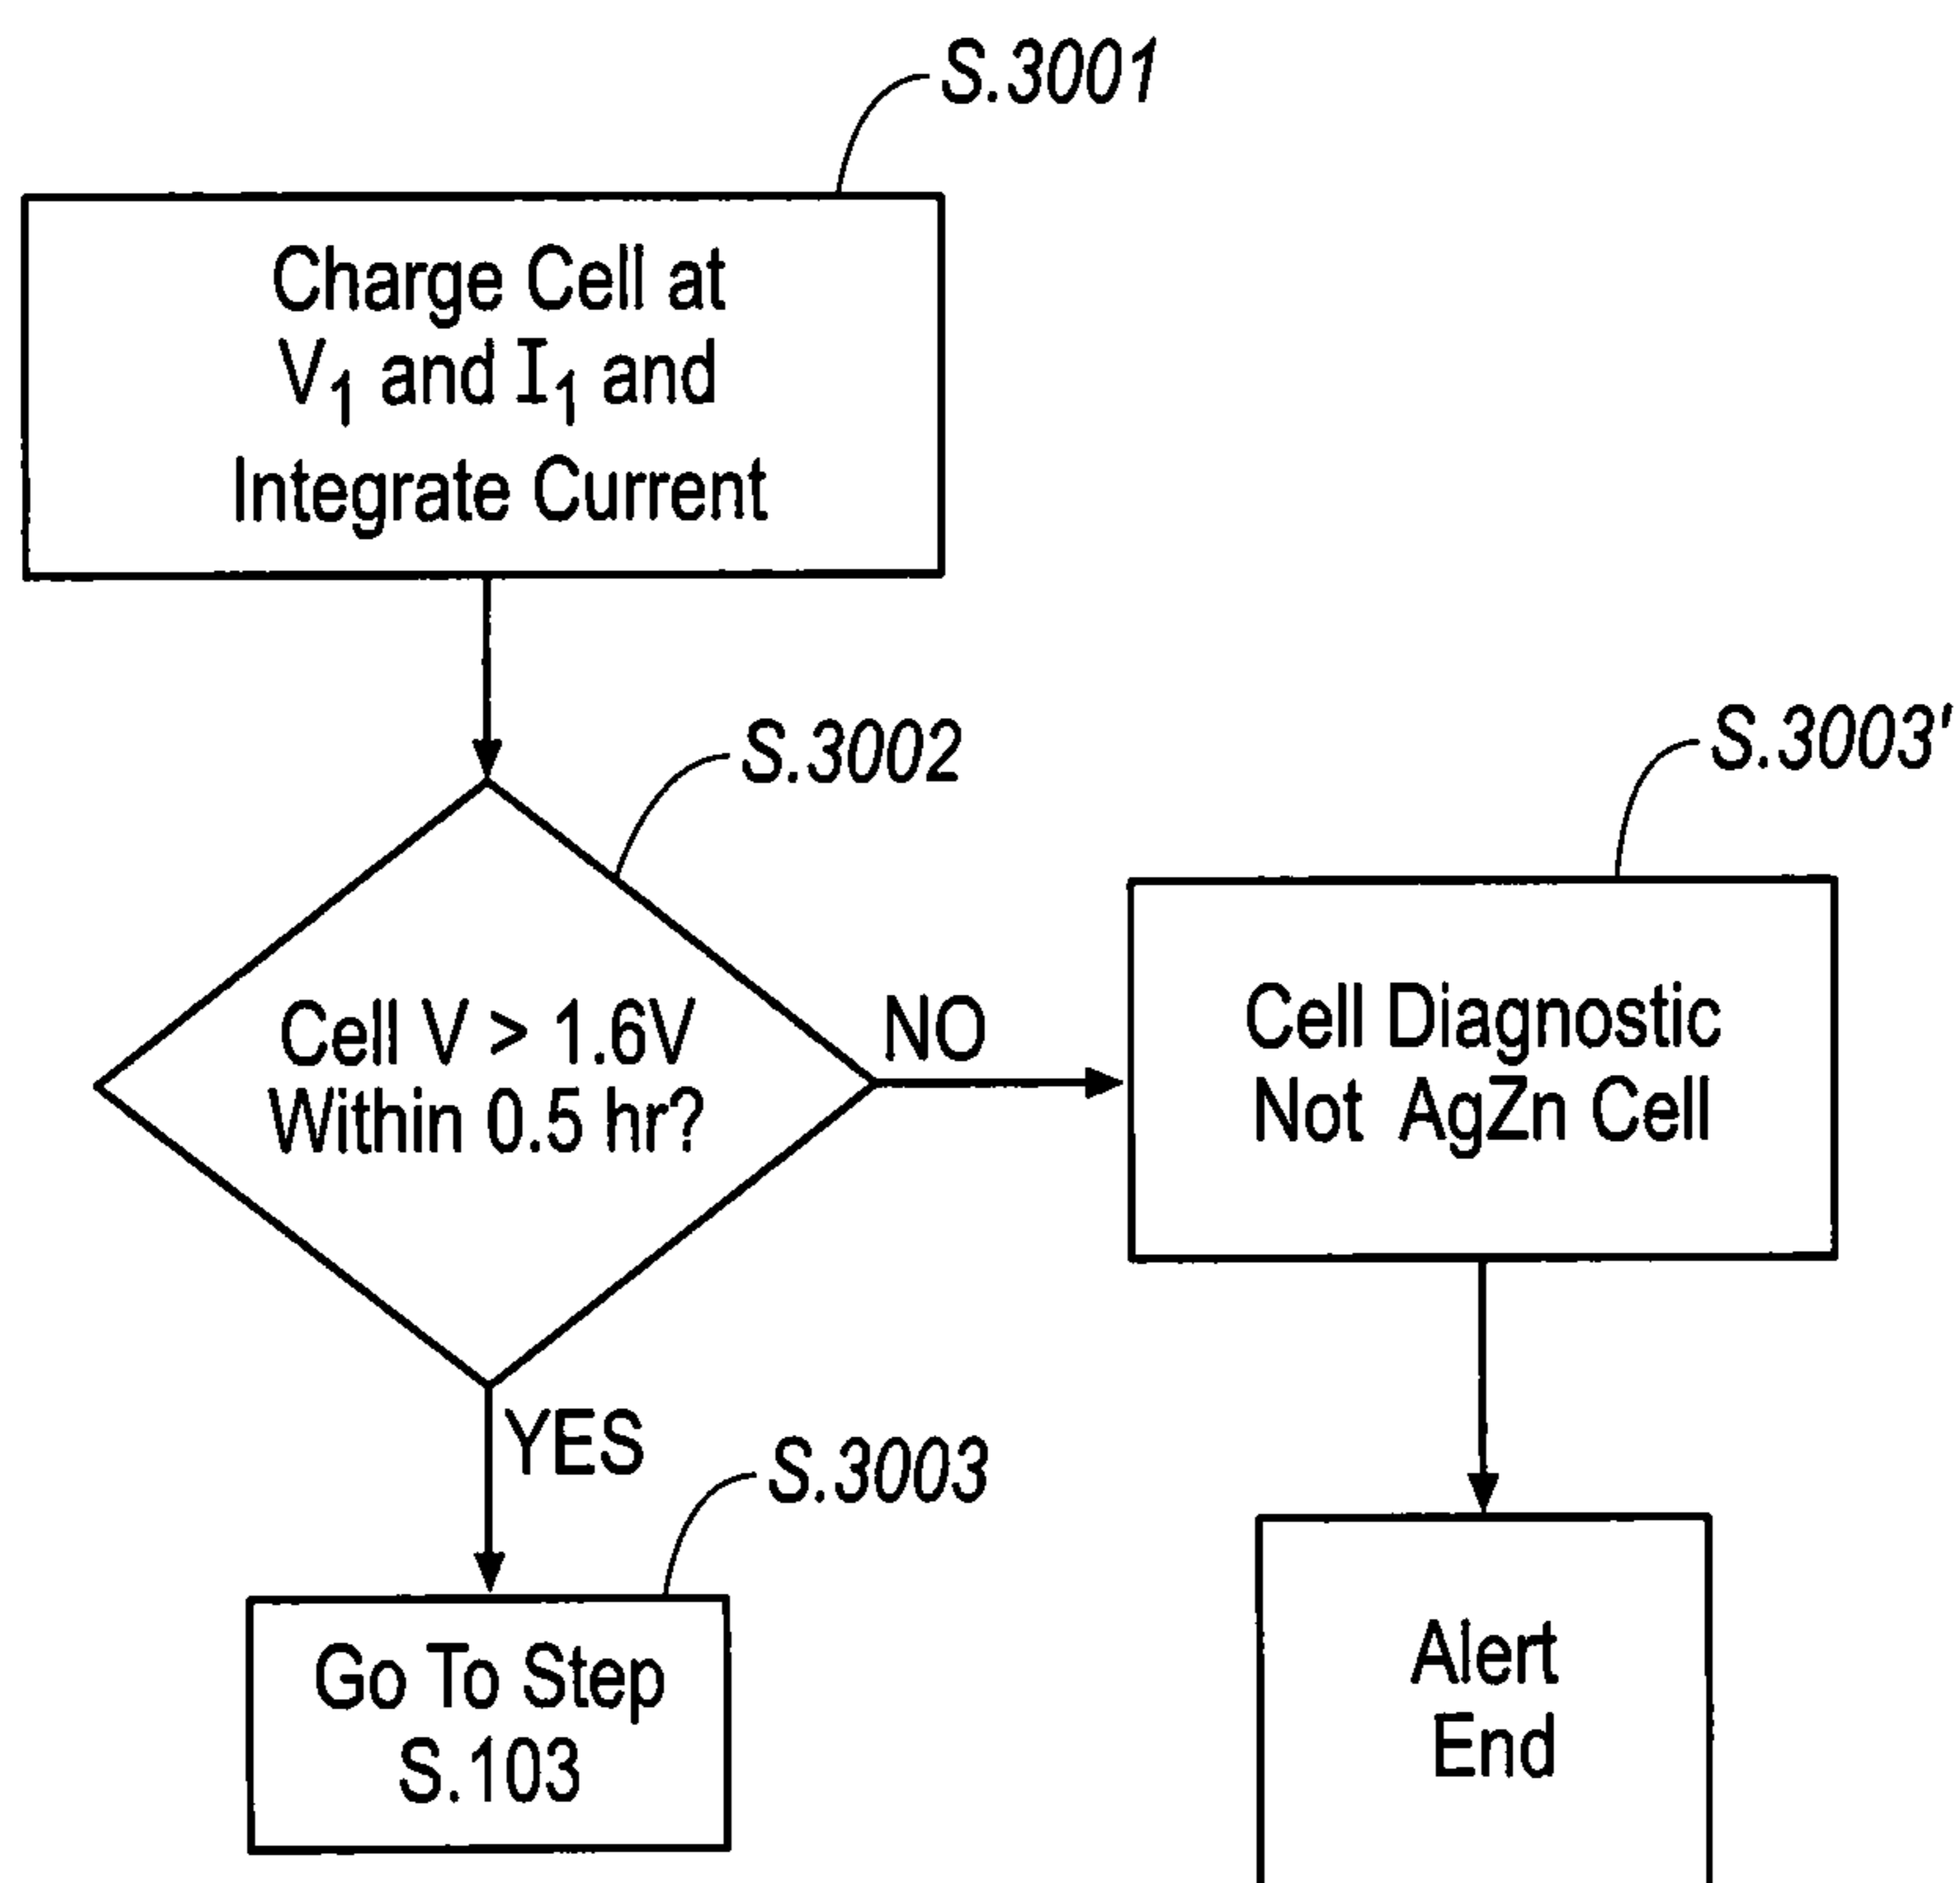 S.3001
Charge Cell at
V₁ and I₁ and
Integrate Current
S.3002
Cell V > 1.6V
Within 0.5 hr?
NO
S.3003'
Cell Diagnostic
Not AgZn Cell
YES
S.3003
Go To Step
S.103
Alert
End